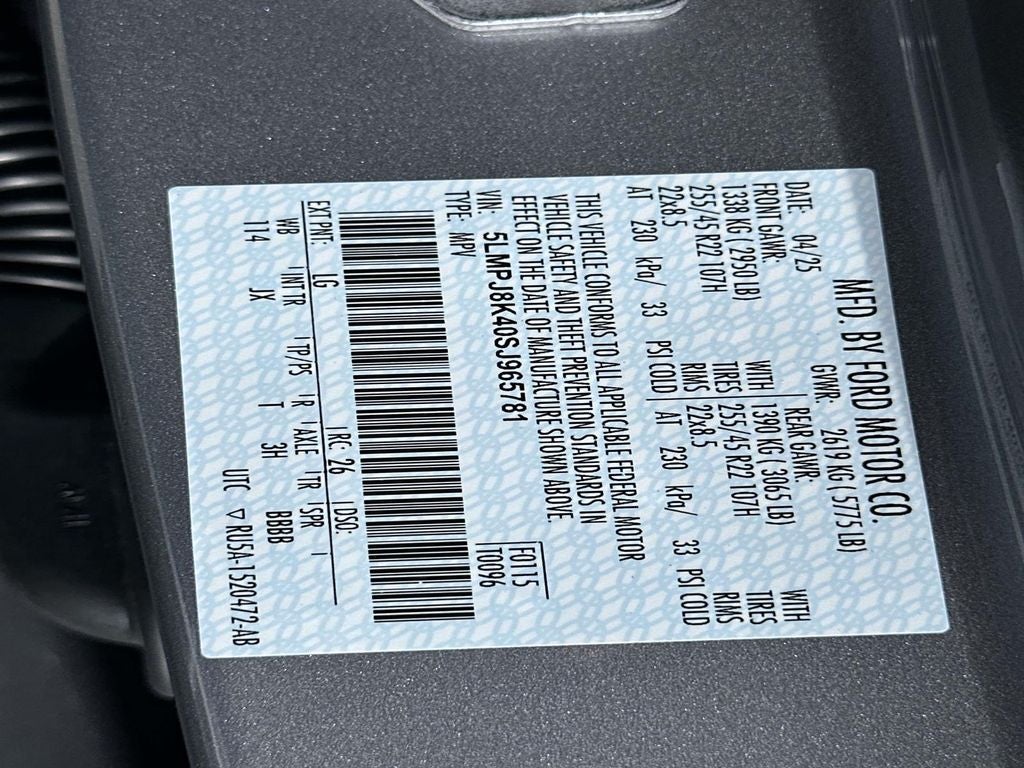 MFD. BY FORD MOTOR CO.
DATE: 04/25 GVWR: 2619 KG ( 5775 LB)
FRONT GAWR: REAR GAWR:
1338 KG ( 2950 LB) WITH 1390 KG ( 3065 LB) WITH
255/45 R22 107H TIRES 255/45 R22 107H TIRES
22x8.5 RIMS 22x8.5 RIMS
AT 230 kPa/ 33 PSI COLD AT 230 kPa/ 33 PSI COLD
THIS VEHICLE CONFORMS TO ALL APPLICABLE FEDERAL MOTOR
VEHICLE SAFETY AND THEFT PREVENTION STANDARDS IN
EFFECT ON THE DATE OF MANUFACTURE SHOWN ABOVE.
VIN: 5LMPJ8K40SJ965781 F0115
TYPE: MPV T0096
EXT PNT: LG RC: 26 DSO:
WB INT TR TP/PS R AXLE TR SPR
114 JX T 3H BBBB
UTC ▽ RU5A-1520472-AB